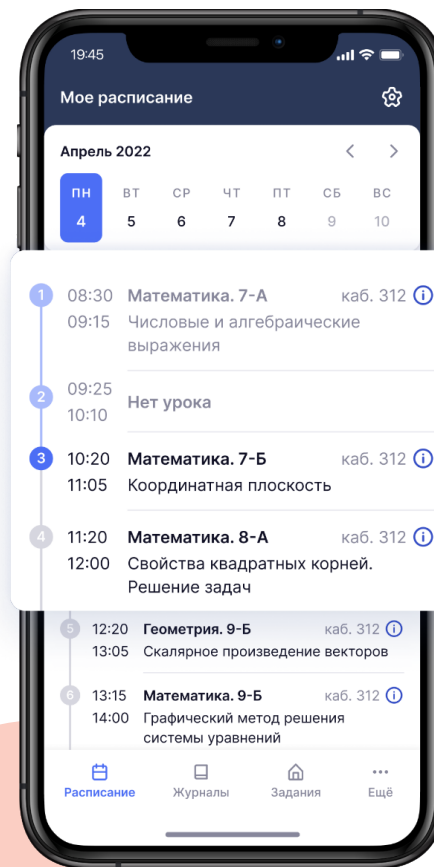 19:45
Мое расписание
Апрель 2022
ПН ВТ СР ЧТ ПТ СБ ВС
4 5 6 7 8 9 10
1 08:30 Математика. 7-А каб. 312
09:15 Числовые и алгебраические
выражения
2 09:25
Нет урока
10:10
3 10:20 Математика. 7-Б каб. 312
11:05 Координатная плоскость
4 11:20 Математика. 8-А каб. 312
12:00 Свойства квадратных корней.
Решение задач
5 12:20 Геометрия. 9-Б каб. 312
13:05 Скалярное произведение векторов
6 13:15 Математика. 9-Б каб. 312
14:00 Графический метод решения
системы уравнений
Расписание Журналы Задания Ещё